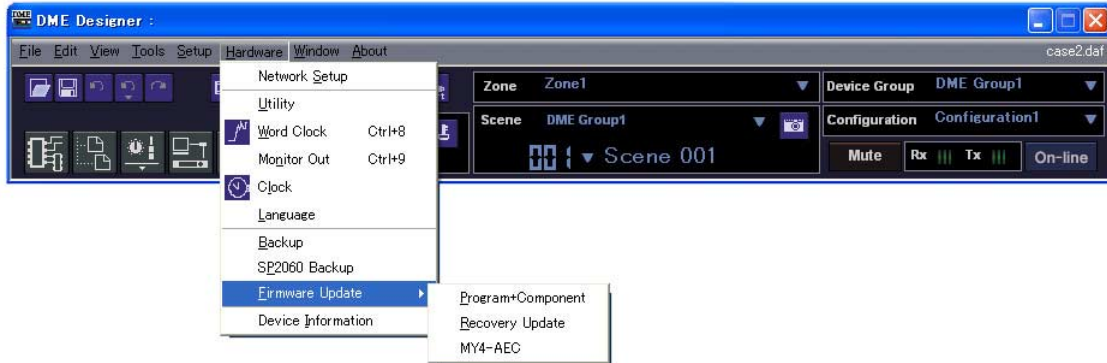 DME Designer :
File Edit View Tools Setup Hardware Window About case2.daf
Zone Zone1 Device Group DME Group1
Scene DME Group1 Configuration Configuration1
001 Scene 001 Mute Rx Tx On-line
Network Setup
Utility
Word Clock Ctrl+8
Monitor Out Ctrl+9
Clock
Language
Backup
SP2060 Backup
Firmware Update
Device Information
Program+Component
Recovery Update
MY4-AEC